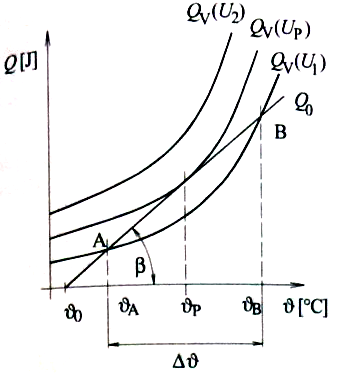 Q_V(U_2) Q_V(U_P)
Q [J] Q_V(U_1)
Q_0
B
A
β
ϑ_0 ϑ_A ϑ_P ϑ_B ϑ [°C]
Δϑ